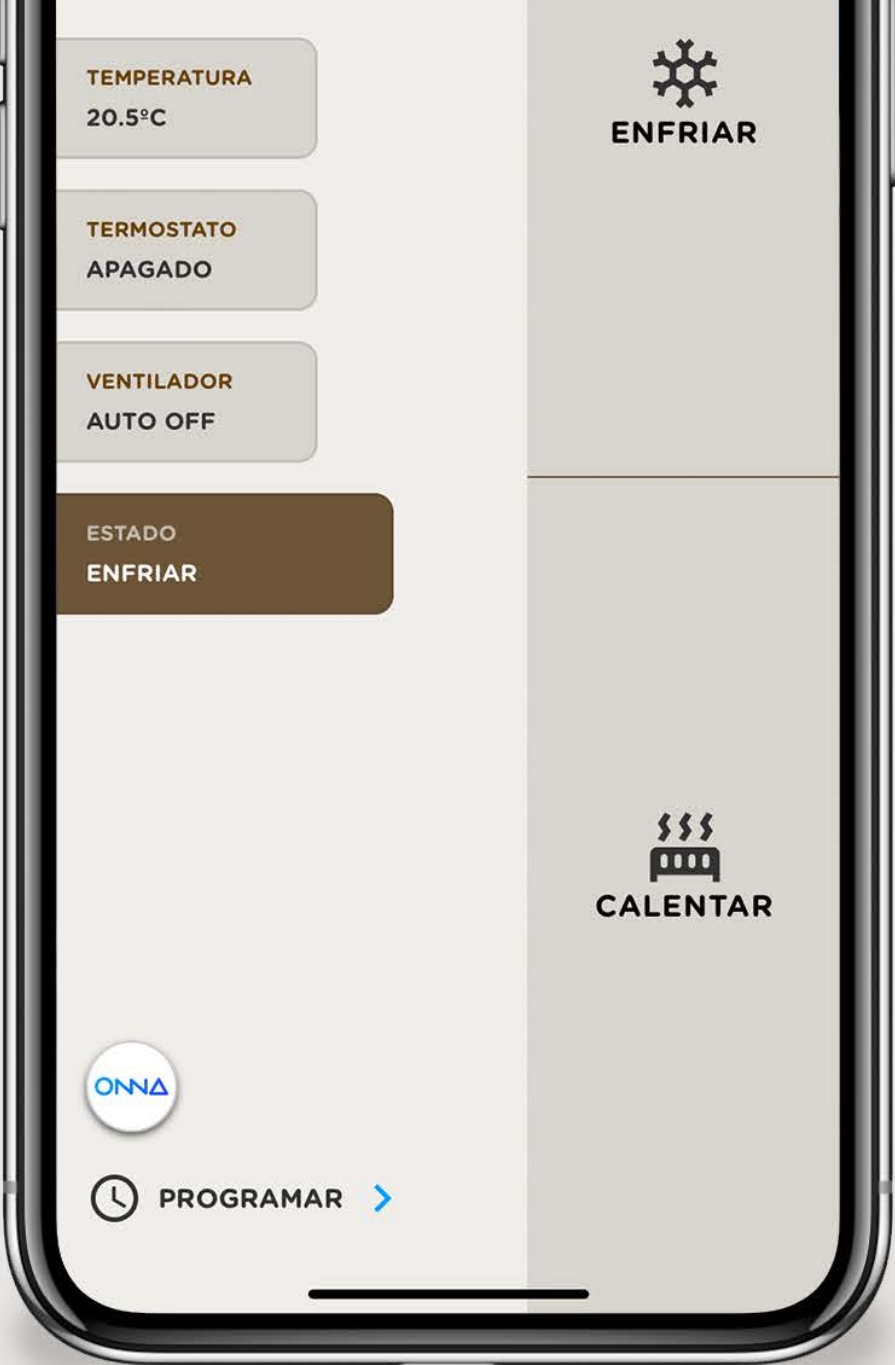 TEMPERATURA
20.5ºC
TERMOSTATO
APAGADO
VENTILADOR
AUTO OFF
ESTADO
ENFRIAR
ENFRIAR
CALENTAR
ONNA
PROGRAMAR